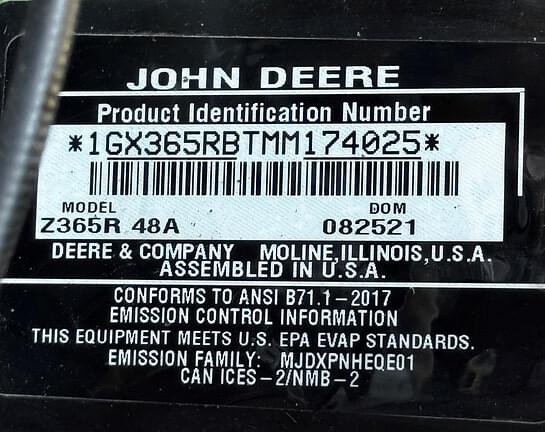 JOHN DEERE
Product Identification Number
*1GX365RBTMM174025*
MODEL DOM
Z365R 48A 082521
DEERE & COMPANY MOLINE,ILLINOIS,U.S.A.
ASSEMBLED IN U.S.A.
CONFORMS TO ANSI B71.1-2017
EMISSION CONTROL INFORMATION
THIS EQUIPMENT MEETS U.S. EPA EVAP STANDARDS.
EMISSION FAMILY: MJDXPNHEQE01
CAN ICES-2/NMB-2